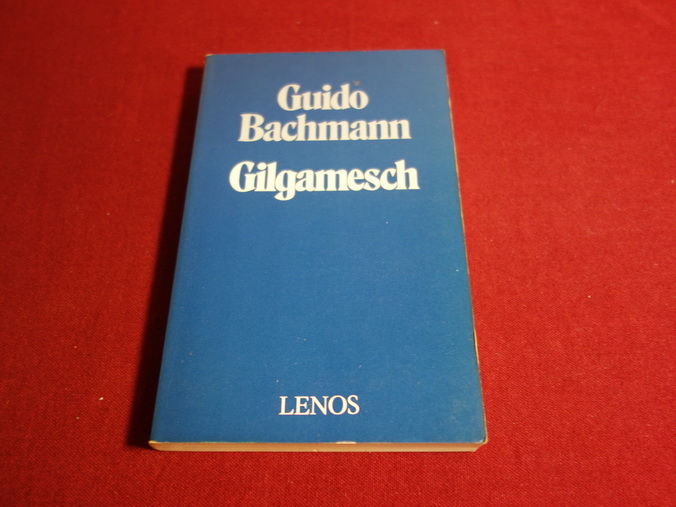 Guido
Bachmann
Gilgamesch
LENOS